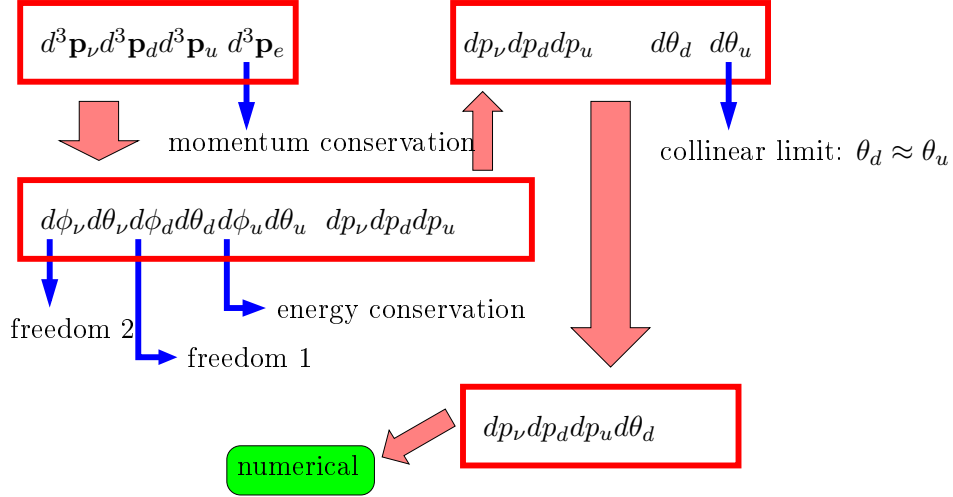 d³𝐩_ν d³𝐩_d d³𝐩_u d³𝐩_e
momentum conservation
dp_ν dp_d dp_u dθ_d dθ_u
collinear limit: θ_d ≈ θ_u
dϕ_ν dθ_ν dϕ_d dθ_d dϕ_u dθ_u dp_ν dp_d dp_u
energy conservation
freedom 2
freedom 1
dp_ν dp_d dp_u dθ_d
numerical